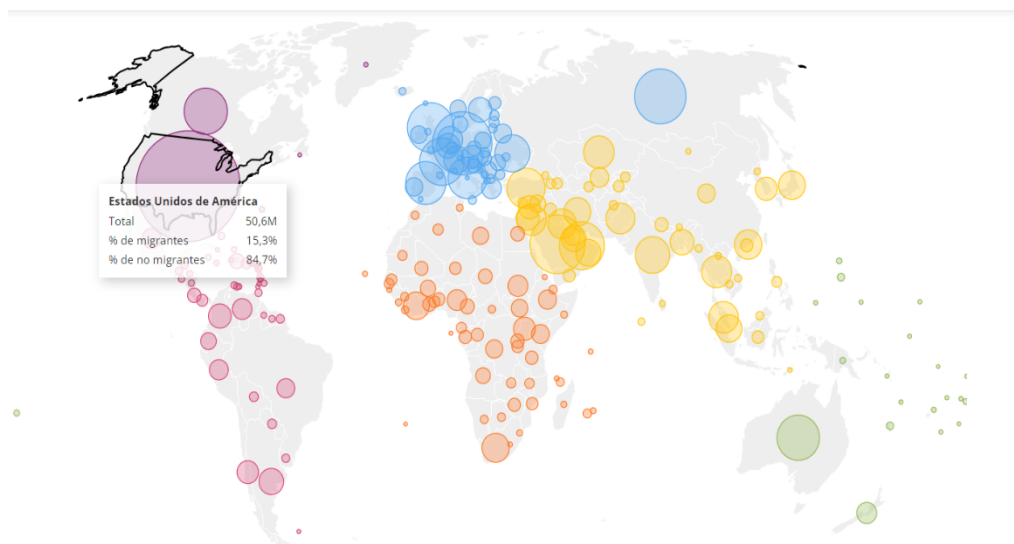 Estados Unidos de América
Total 50,6M
% de migrantes 15,3%
% de no migrantes 84,7%